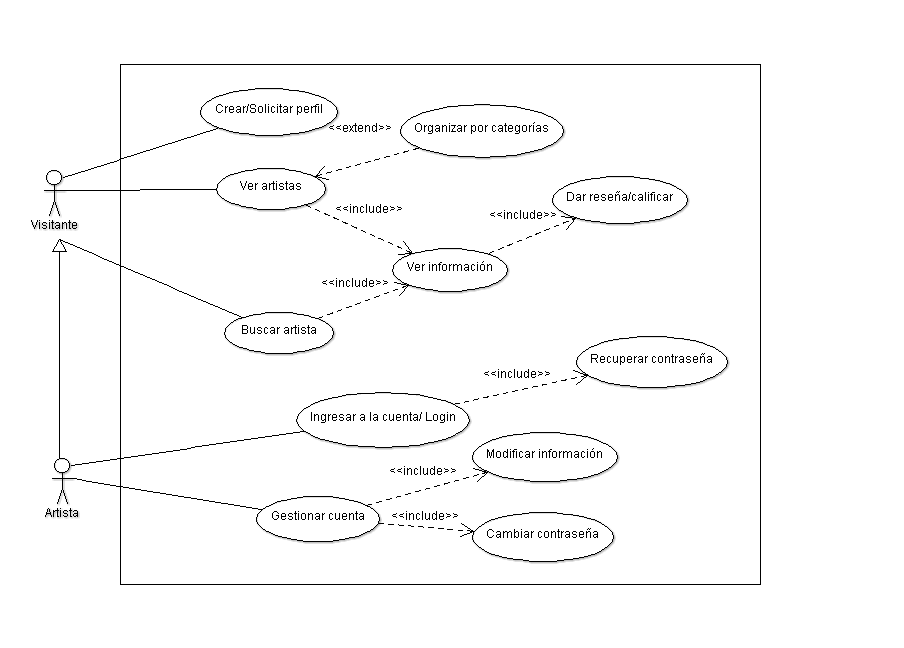 Crear/Solicitar perfil
<<extend>>
Organizar por categorías
Ver artistas
Dar reseña/calificar
<<include>>
<<include>>
Visitante
Ver información
<<include>>
Buscar artista
Recuperar contraseña
<<include>>
Ingresar a la cuenta/ Login
Modificar información
<<include>>
Artista
Gestionar cuenta
<<include>>
Cambiar contraseña